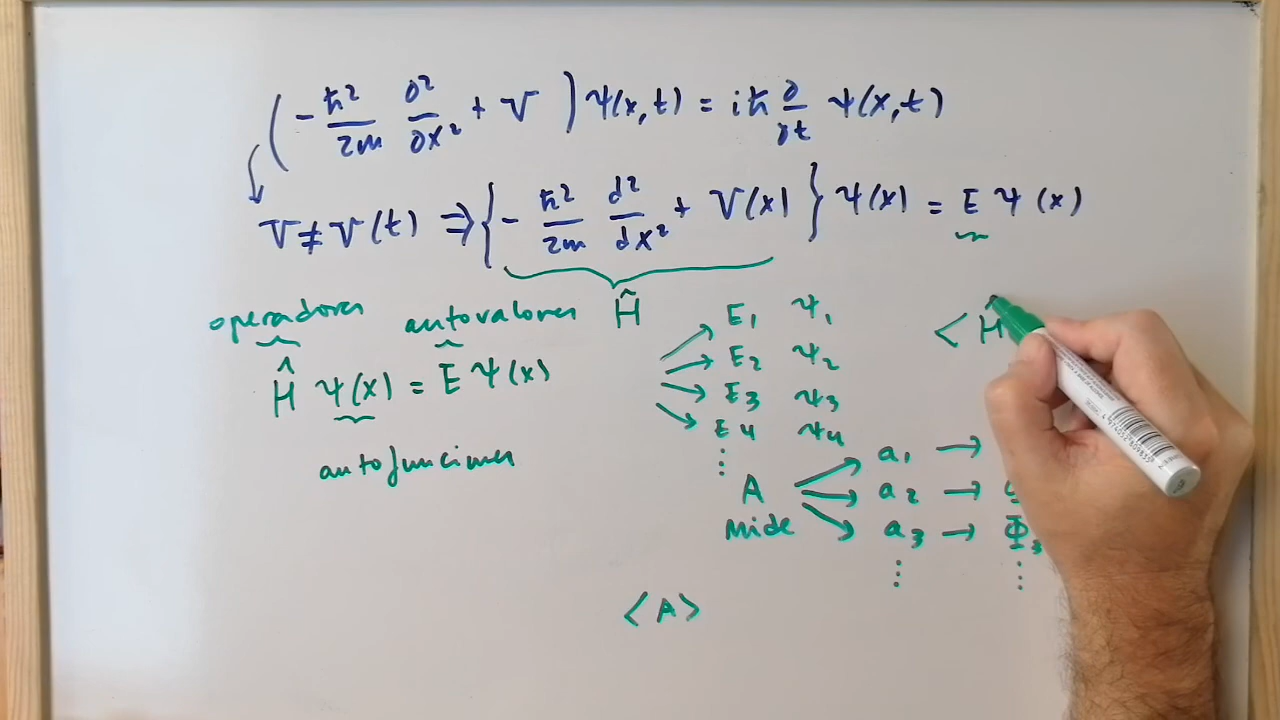 ( - ħ²/2m ∂²/∂x² + V ) Ψ(x,t) = iħ ∂/∂t Ψ(x,t)
V ≠ V(t) ⇒ { - ħ²/2m d²/dx² + V(x) } Ψ(x) = E Ψ(x)
operadores autovalores Ĥ
Ĥ Ψ(x) = E Ψ(x)
autofunciones
E₁ Ψ₁
E₂ Ψ₂
E₃ Ψ₃
E₄ Ψ₄
⋮
< Ĥ
A
Mide
a₁ →
a₂ →
a₃ → Φ₃
⋮ ⋮
<A>